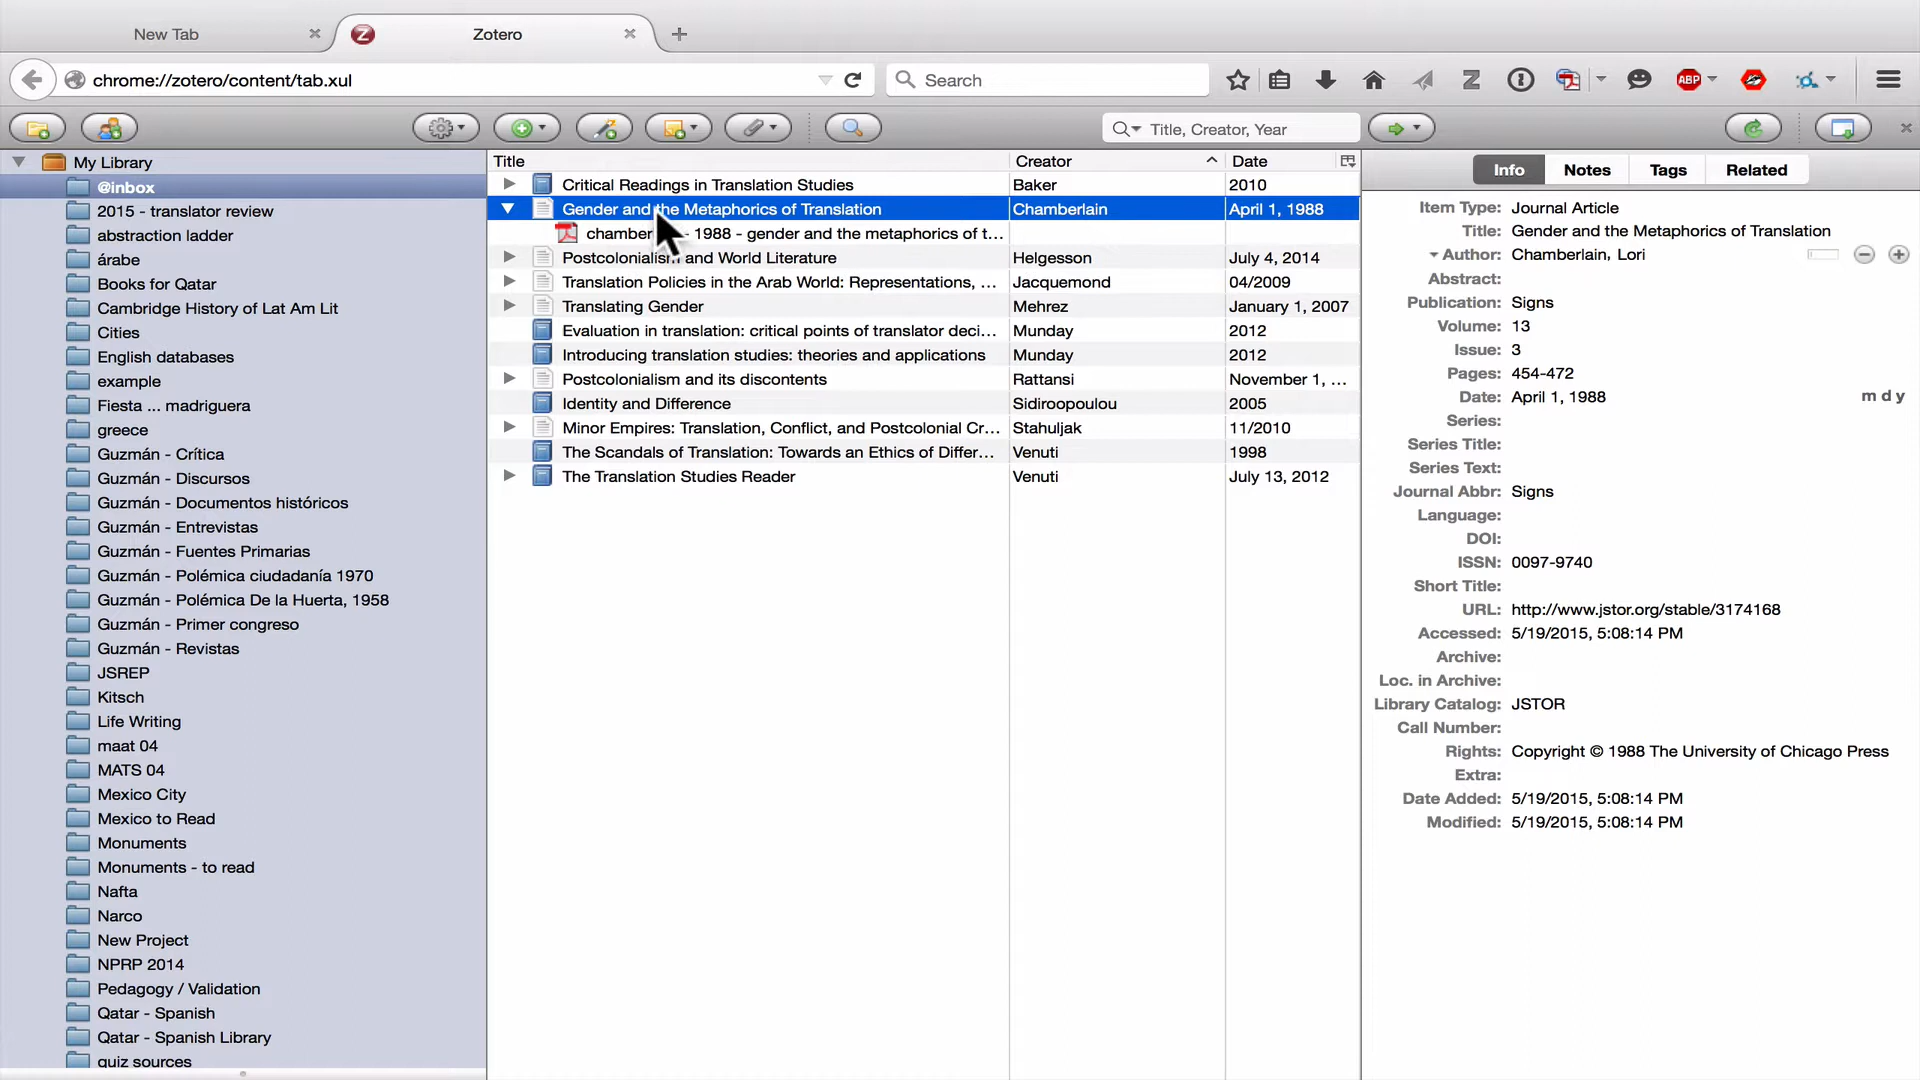 New Tab
Zotero
chrome://zotero/content/tab.xul
Search
ABP
Title, Creator, Year
My Library
@inbox
2015 - translator review
abstraction ladder
árabe
Books for Qatar
Cambridge History of Lat Am Lit
Cities
English databases
example
Fiesta ... madriguera
greece
Guzmán - Crítica
Guzmán - Discursos
Guzmán - Documentos históricos
Guzmán - Entrevistas
Guzmán - Fuentes Primarias
Guzmán - Polémica ciudadanía 1970
Guzmán - Polémica De la Huerta, 1958
Guzmán - Primer congreso
Guzmán - Revistas
JSREP
Kitsch
Life Writing
maat 04
MATS 04
Mexico City
Mexico to Read
Monuments
Monuments - to read
Nafta
Narco
New Project
NPRP 2014
Pedagogy / Validation
Qatar - Spanish
Qatar - Spanish Library
quiz sources
Title Creator Date
Critical Readings in Translation Studies Baker 2010
Gender and the Metaphorics of Translation Chamberlain April 1, 1988
chamber - 1988 - gender and the metaphorics of t...
Postcolonialism and World Literature Helgesson July 4, 2014
Translation Policies in the Arab World: Representations, ... Jacquemond 04/2009
Translating Gender Mehrez January 1, 2007
Evaluation in translation: critical points of translator deci... Munday 2012
Introducing translation studies: theories and applications Munday 2012
Postcolonialism and its discontents Rattansi November 1, ...
Identity and Difference Sidiroopoulou 2005
Minor Empires: Translation, Conflict, and Postcolonial Cr... Stahuljak 11/2010
The Scandals of Translation: Towards an Ethics of Differ... Venuti 1998
The Translation Studies Reader Venuti July 13, 2012
Info Notes Tags Related
Item Type: Journal Article
Title: Gender and the Metaphorics of Translation
Author: Chamberlain, Lori
Abstract:
Publication: Signs
Volume: 13
Issue: 3
Pages: 454-472
Date: April 1, 1988 m d y
Series:
Series Title:
Series Text:
Journal Abbr: Signs
Language:
DOI:
ISSN: 0097-9740
Short Title:
URL: http://www.jstor.org/stable/3174168
Accessed: 5/19/2015, 5:08:14 PM
Archive:
Loc. in Archive:
Library Catalog: JSTOR
Call Number:
Rights: Copyright © 1988 The University of Chicago Press
Extra:
Date Added: 5/19/2015, 5:08:14 PM
Modified: 5/19/2015, 5:08:14 PM